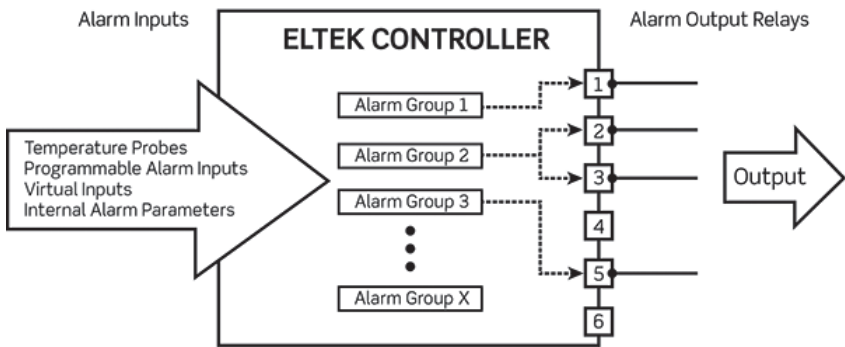 Alarm Inputs
ELTEK CONTROLLER
Alarm Output Relays
Temperature Probes
Programmable Alarm Inputs
Virtual Inputs
Internal Alarm Parameters
Alarm Group 1
Alarm Group 2
Alarm Group 3
Alarm Group X
1
2
3
4
5
6
Output